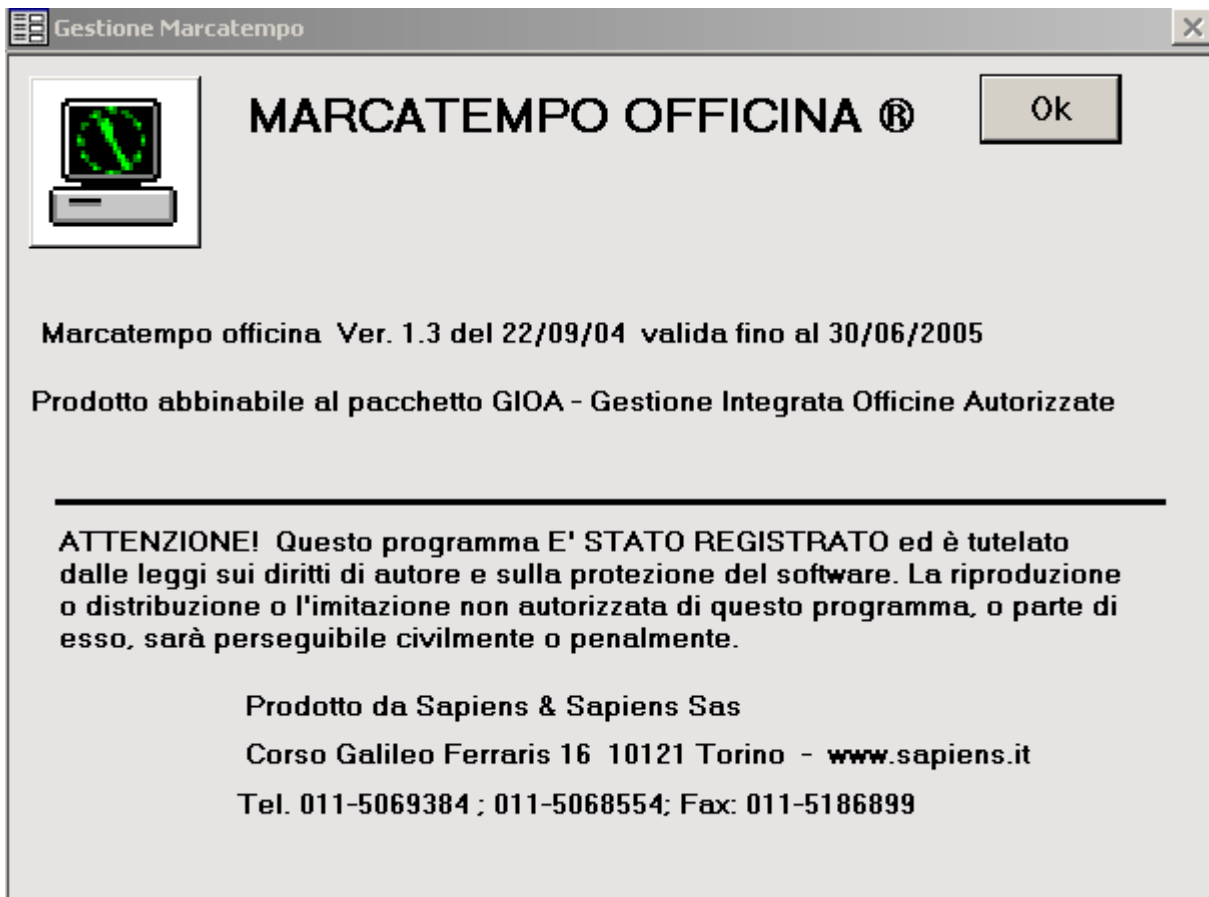 Gestione Marcatempo
MARCATEMPO OFFICINA ®
Ok
Marcatempo officina Ver. 1.3 del 22/09/04 valida fino al 30/06/2005
Prodotto abbinabile al pacchetto GIOA - Gestione Integrata Officine Autorizzate
ATTENZIONE! Questo programma E' STATO REGISTRATO ed è tutelato
dalle leggi sui diritti di autore e sulla protezione del software. La riproduzione
o distribuzione o l'imitazione non autorizzata di questo programma, o parte di
esso, sarà perseguibile civilmente o penalmente.
Prodotto da Sapiens & Sapiens Sas
Corso Galileo Ferraris 16 10121 Torino - www.sapiens.it
Tel. 011-5069384 ; 011-5068554; Fax: 011-5186899